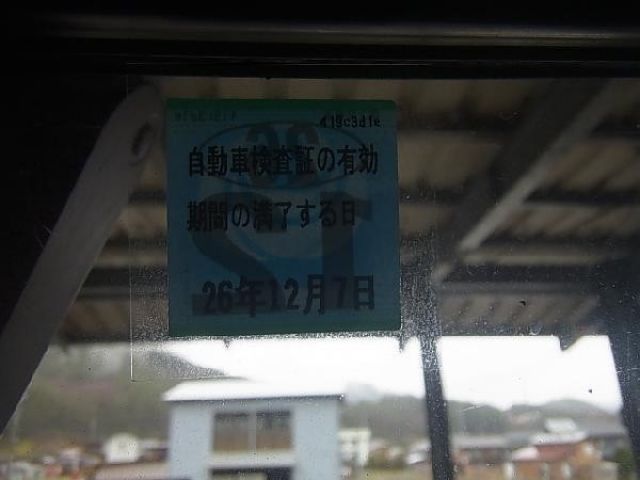 419c3d1e
自動車検査証の有効
期間の満了する日
26年12月7日